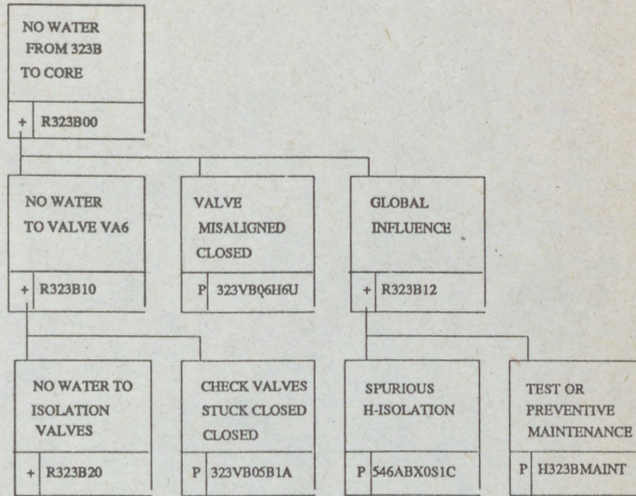 NO WATER
FROM 323B
TO CORE
+ R323B00
NO WATER
TO VALVE VA6
+ R323B10
VALVE
MISALIGNED
CLOSED
P 323VB06H6U
GLOBAL
INFLUENCE
+ R323B12
NO WATER TO
ISOLATION
VALVES
+ R323B20
CHECK VALVES
STUCK CLOSED
CLOSED
P 323VB05B1A
SPURIOUS
H-ISOLATION
P 546ABX0S1C
TEST OR
PREVENTIVE
MAINTENANCE
P H323BMAINT